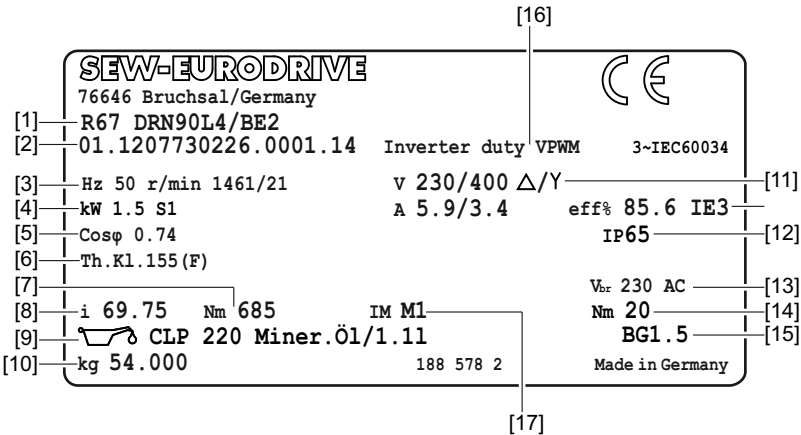 [16]
SEW-EURODRIVE CE
76646 Bruchsal/Germany
[1] R67 DRN90L4/BE2
[2] 01.1207730226.0001.14 Inverter duty VPWM 3~IEC60034
[3] Hz 50 r/min 1461/21 V 230/400 △/Y [11]
[4] kW 1.5 S1 A 5.9/3.4 eff% 85.6 IE3
[5] Cosφ 0.74 IP65 [12]
[6] Th.Kl.155(F)
[7] Vbr 230 AC [13]
[8] i 69.75 Nm 685 IM M1 Nm 20 [14]
[9] CLP 220 Miner.Öl/1.1l BG1.5 [15]
[10] kg 54.000 188 578 2 Made in Germany
[17]